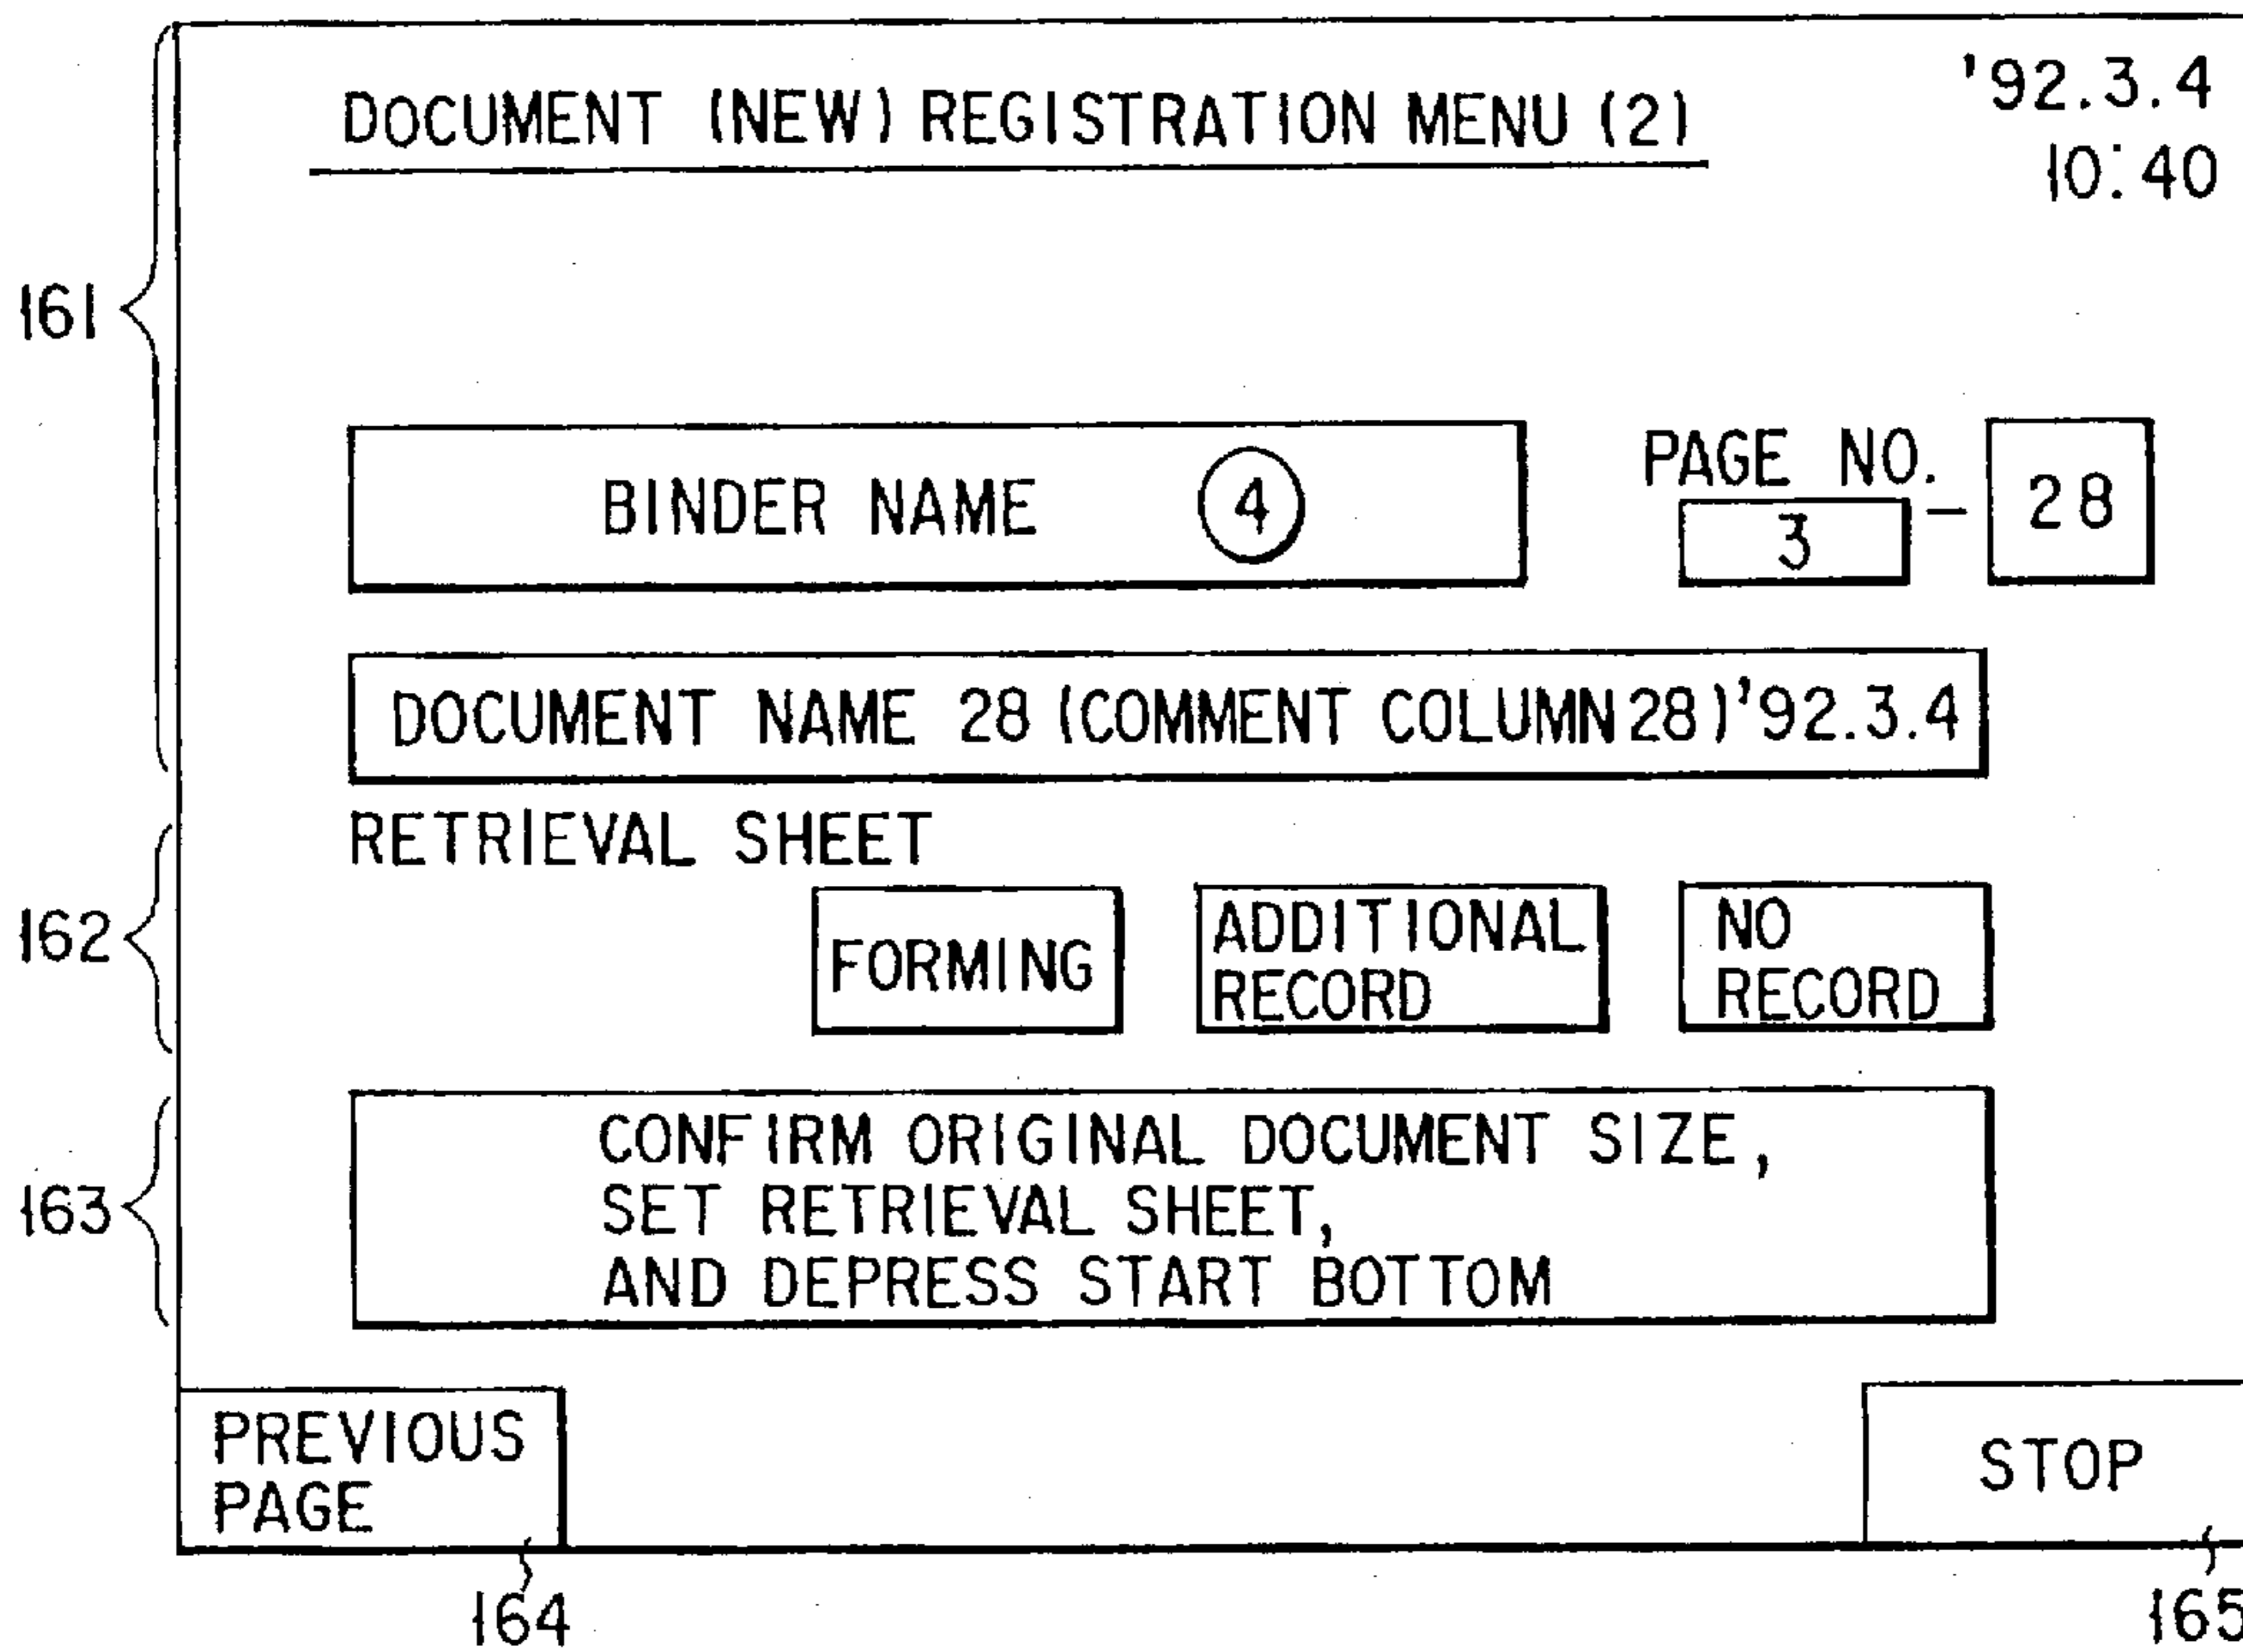 DOCUMENT (NEW) REGISTRATION MENU (2)
'92.3.4
10:40
161
BINDER NAME 4
PAGE NO.
3 - 28
DOCUMENT NAME 28 (COMMENT COLUMN 28) '92.3.4
RETRIEVAL SHEET
162
FORMING
ADDITIONAL
RECORD
NO
RECORD
163
CONFIRM ORIGINAL DOCUMENT SIZE,
SET RETRIEVAL SHEET,
AND DEPRESS START BOTTOM
PREVIOUS
PAGE
STOP
164
165